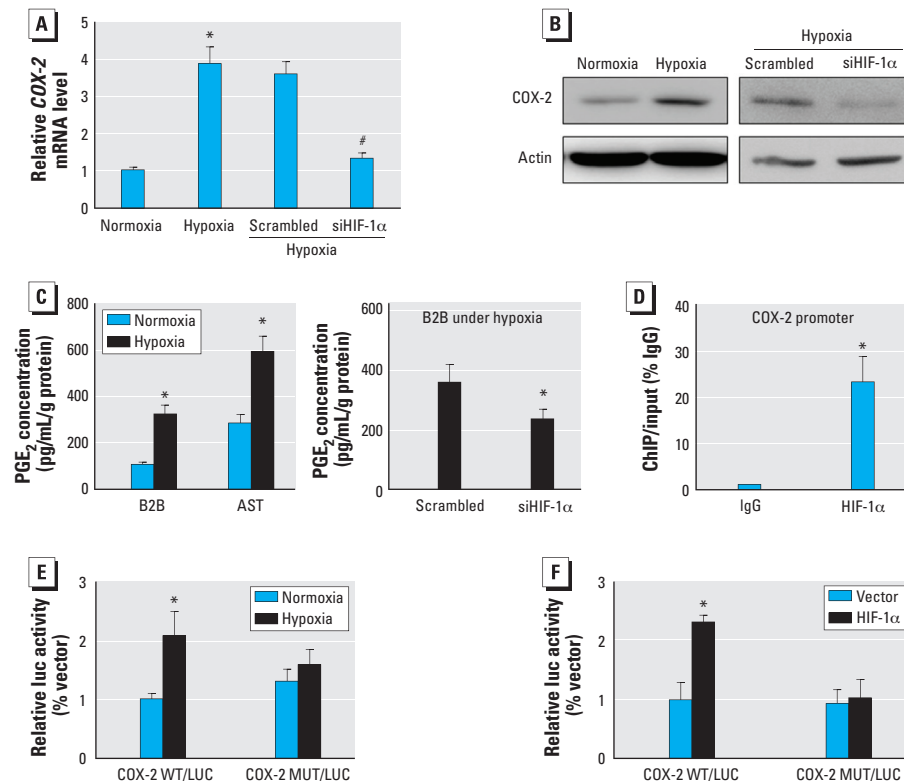 A
Relative COX-2
mRNA level
5
4
3
2
1
0
*
#
Normoxia
Hypoxia
Scrambled
siHIF-1α
Hypoxia
B
Hypoxia
Normoxia
Hypoxia
Scrambled
siHIF-1α
COX-2
Actin
C
PGE2 concentration
(pg/mL/g protein)
800
600
400
200
0
Normoxia
Hypoxia
*
*
B2B
AST
PGE2 concentration
(pg/mL/g protein)
600
400
200
0
B2B under hypoxia
*
Scrambled
siHIF-1α
D
ChIP/input (% IgG)
40
30
20
10
0
COX-2 promoter
*
IgG
HIF-1α
E
Relative luc activity
(% vector)
3
2
1
0
Normoxia
Hypoxia
*
COX-2 WT/LUC
COX-2 MUT/LUC
F
Relative luc activity
(% vector)
3
2
1
0
Vector
HIF-1α
*
COX-2 WT/LUC
COX-2 MUT/LUC